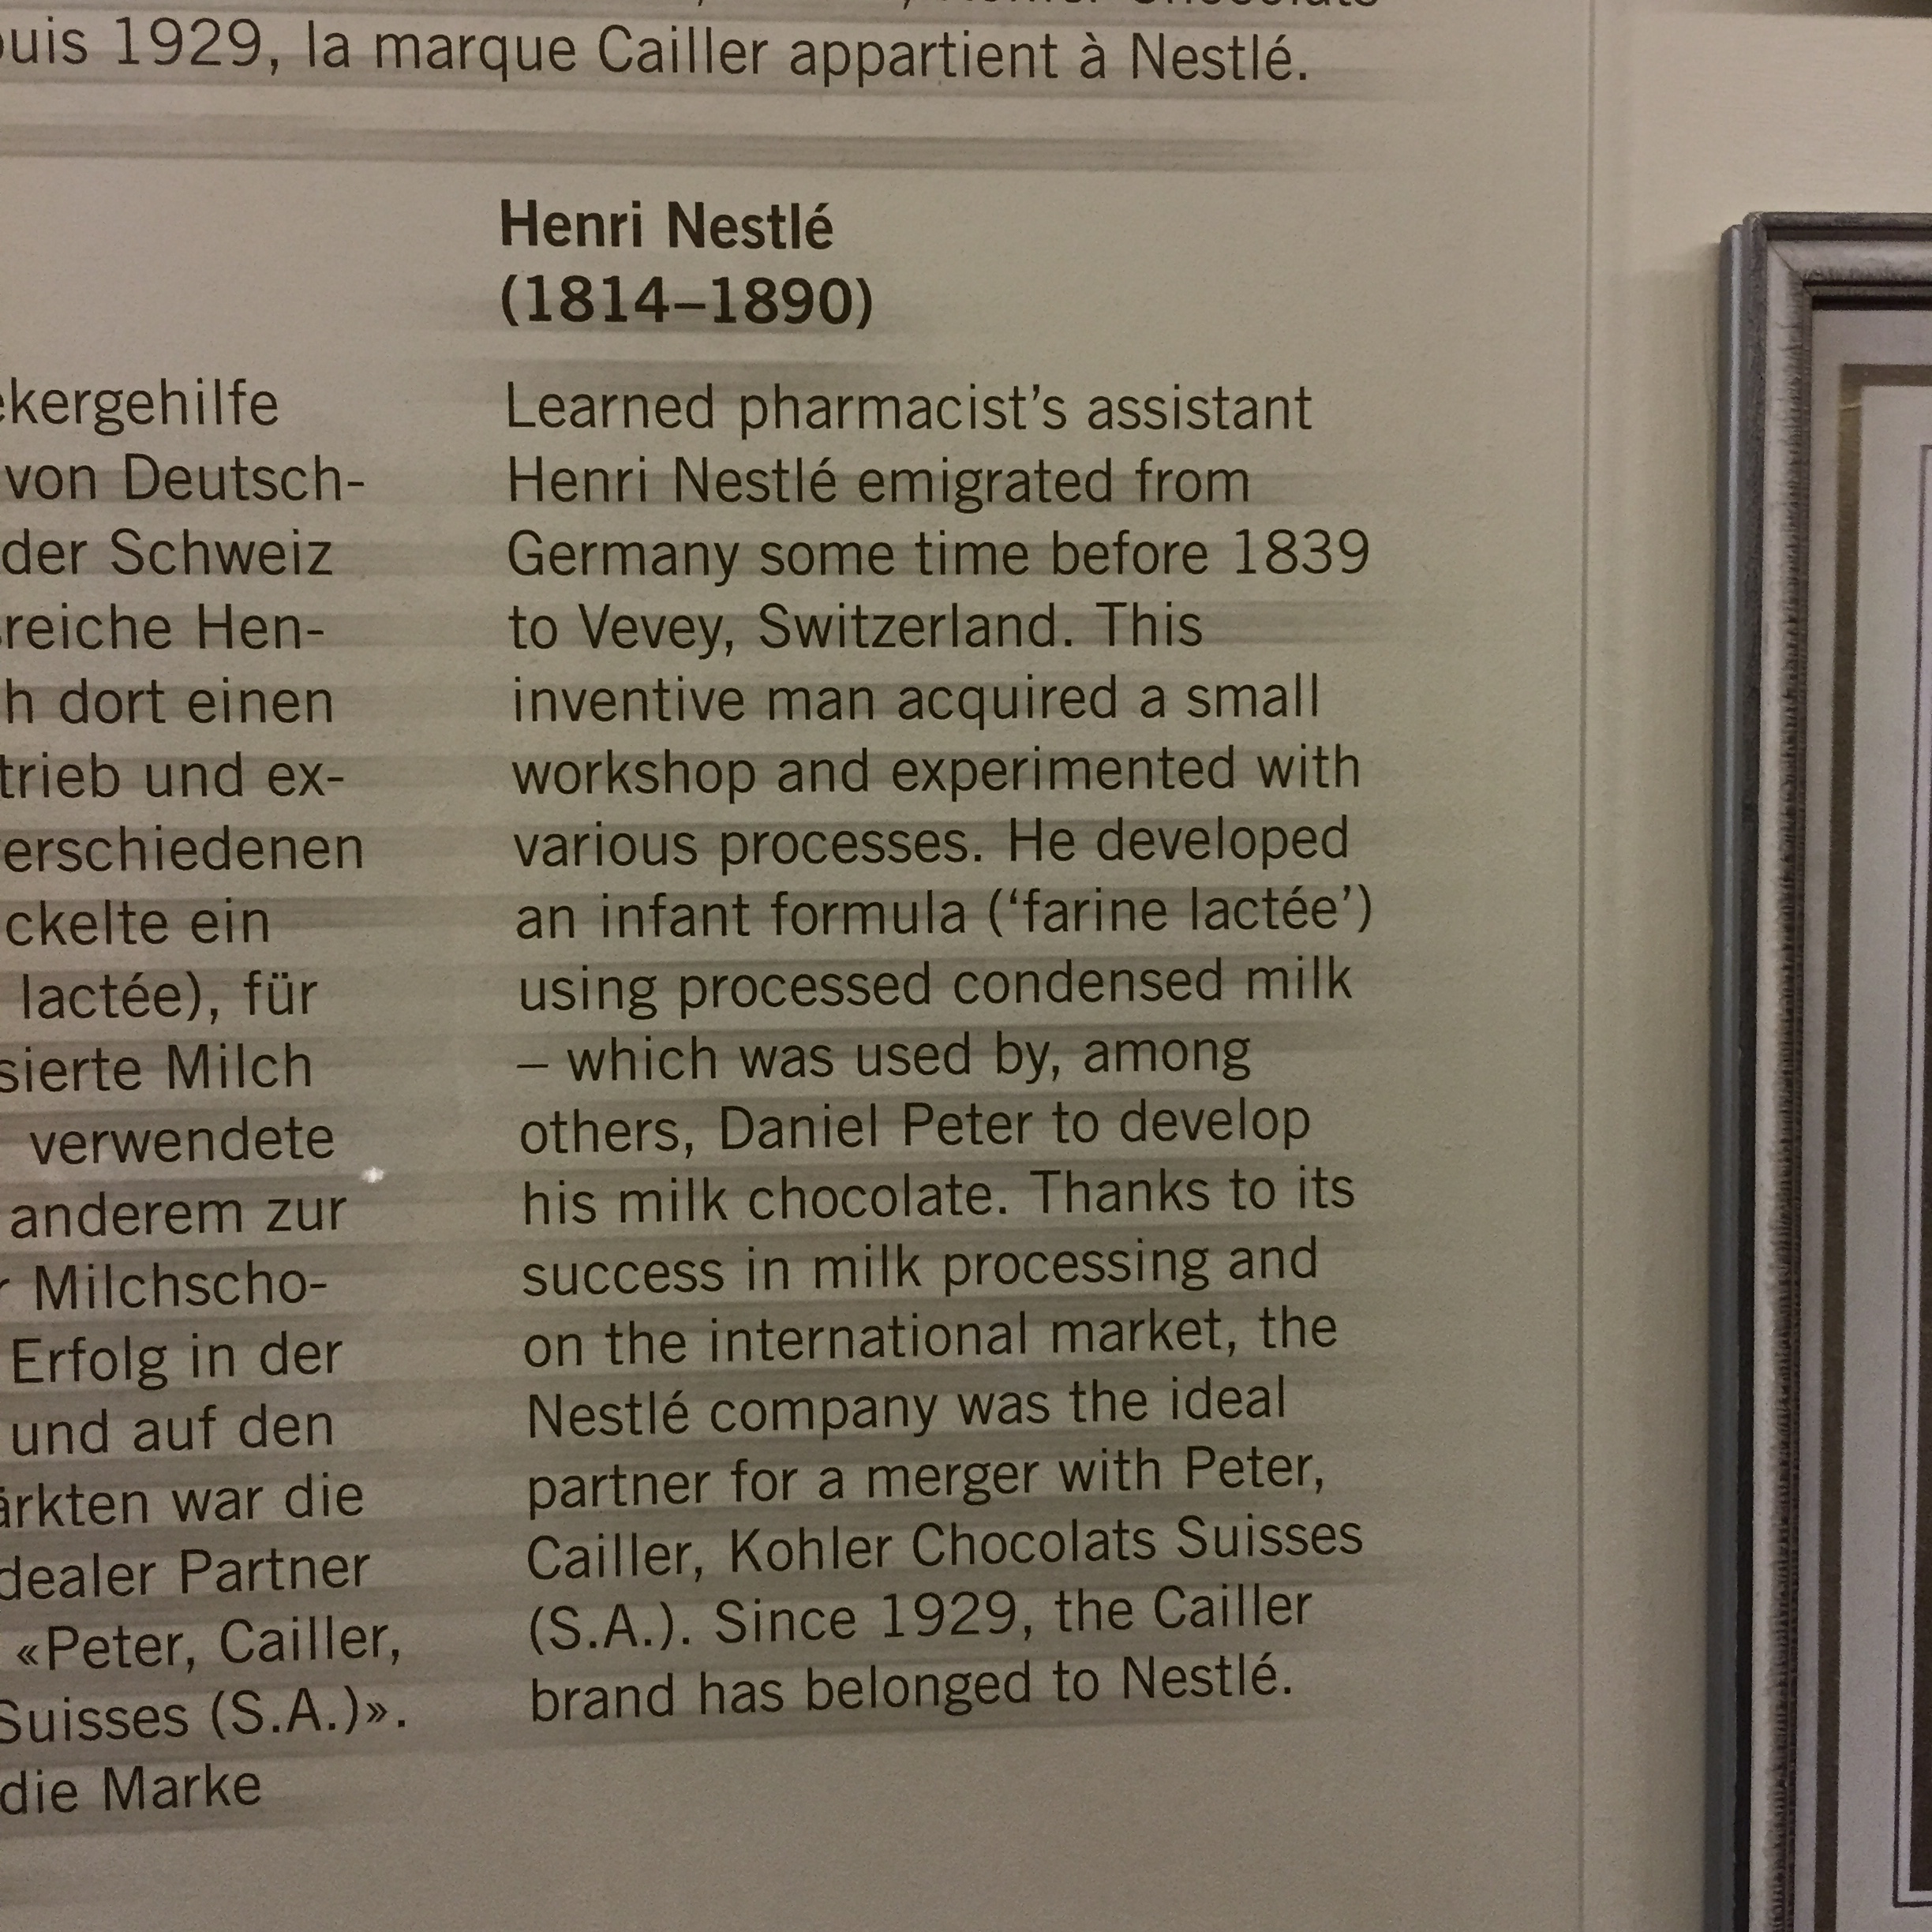 puis 1929, la marque Cailler appartient à Nestlé.
kergehilfe
von Deutsch-
der Schweiz
reiche Hen-
h dort einen
trieb und ex-
erschiedenen
ckelte ein
lactée), für
sierte Milch
verwendete
anderem zur
r Milchscho-
Erfolg in der
und auf den
ärkten war die
dealer Partner
«Peter, Cailler,
Suisses (S.A.)».
die Marke
Henri Nestlé
(1814–1890)
Learned pharmacist’s assistant
Henri Nestlé emigrated from
Germany some time before 1839
to Vevey, Switzerland. This
inventive man acquired a small
workshop and experimented with
various processes. He developed
an infant formula (‘farine lactée’)
using processed condensed milk
– which was used by, among
others, Daniel Peter to develop
his milk chocolate. Thanks to its
success in milk processing and
on the international market, the
Nestlé company was the ideal
partner for a merger with Peter,
Cailler, Kohler Chocolats Suisses
(S.A.). Since 1929, the Cailler
brand has belonged to Nestlé.